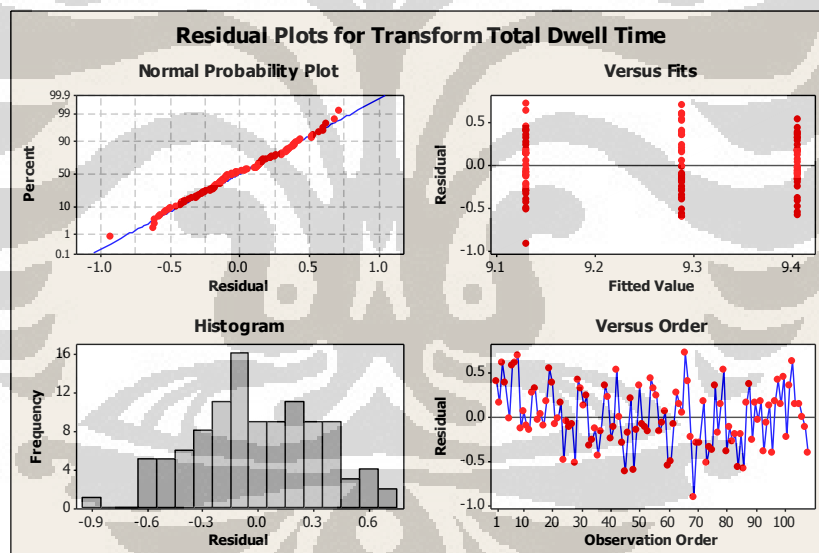 Residual Plots for Transform Total Dwell Time
Normal Probability Plot
99.9
99
90
50
10
1
0.1
Percent
-1.0 -0.5 0.0 0.5 1.0
Residual
Versus Fits
0.5
0.0
-0.5
-1.0
Residual
9.1 9.2 9.3 9.4
Fitted Value
Histogram
16
12
8
4
0
Frequency
-0.9 -0.6 -0.3 0.0 0.3 0.6
Residual
Versus Order
0.5
0.0
-0.5
-1.0
Residual
1 10 20 30 40 50 60 70 80 90 100
Observation Order